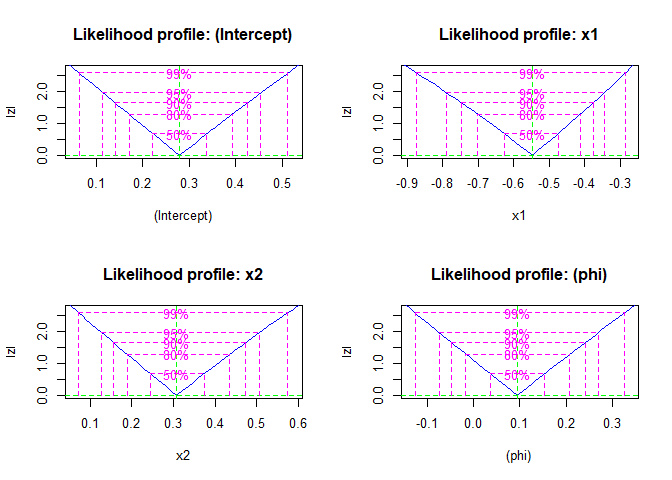 Likelihood profile: (Intercept)
|z|
0.0 1.0 2.0
99%
95%
90%
80%
50%
0.1 0.2 0.3 0.4 0.5
(Intercept)
Likelihood profile: x1
|z|
0.0 1.0 2.0
99%
95%
90%
80%
50%
-0.9 -0.8 -0.7 -0.6 -0.5 -0.4 -0.3
x1
Likelihood profile: x2
|z|
0.0 1.0 2.0
99%
95%
90%
80%
50%
0.1 0.2 0.3 0.4 0.5 0.6
x2
Likelihood profile: (phi)
|z|
0.0 1.0 2.0
99%
95%
90%
80%
50%
-0.1 0.0 0.1 0.2 0.3
(phi)